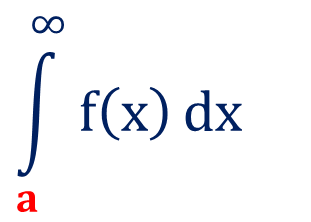 ∞
∫ f(x) dx
a